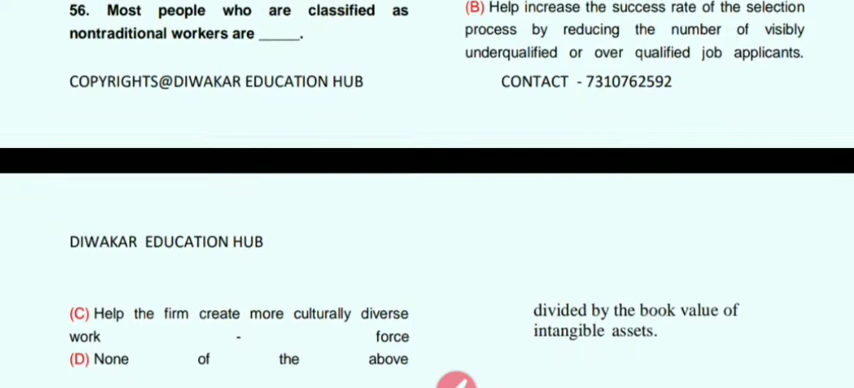 56. Most people who are classified as
nontraditional workers are _____.
(B) Help increase the success rate of the selection
process by reducing the number of visibly
underqualified or over qualified job applicants.
COPYRIGHTS@DIWAKAR EDUCATION HUB
CONTACT - 7310762592
DIWAKAR EDUCATION HUB
(C) Help the firm create more culturally diverse
work - force
(D) None of the above
divided by the book value of
intangible assets.